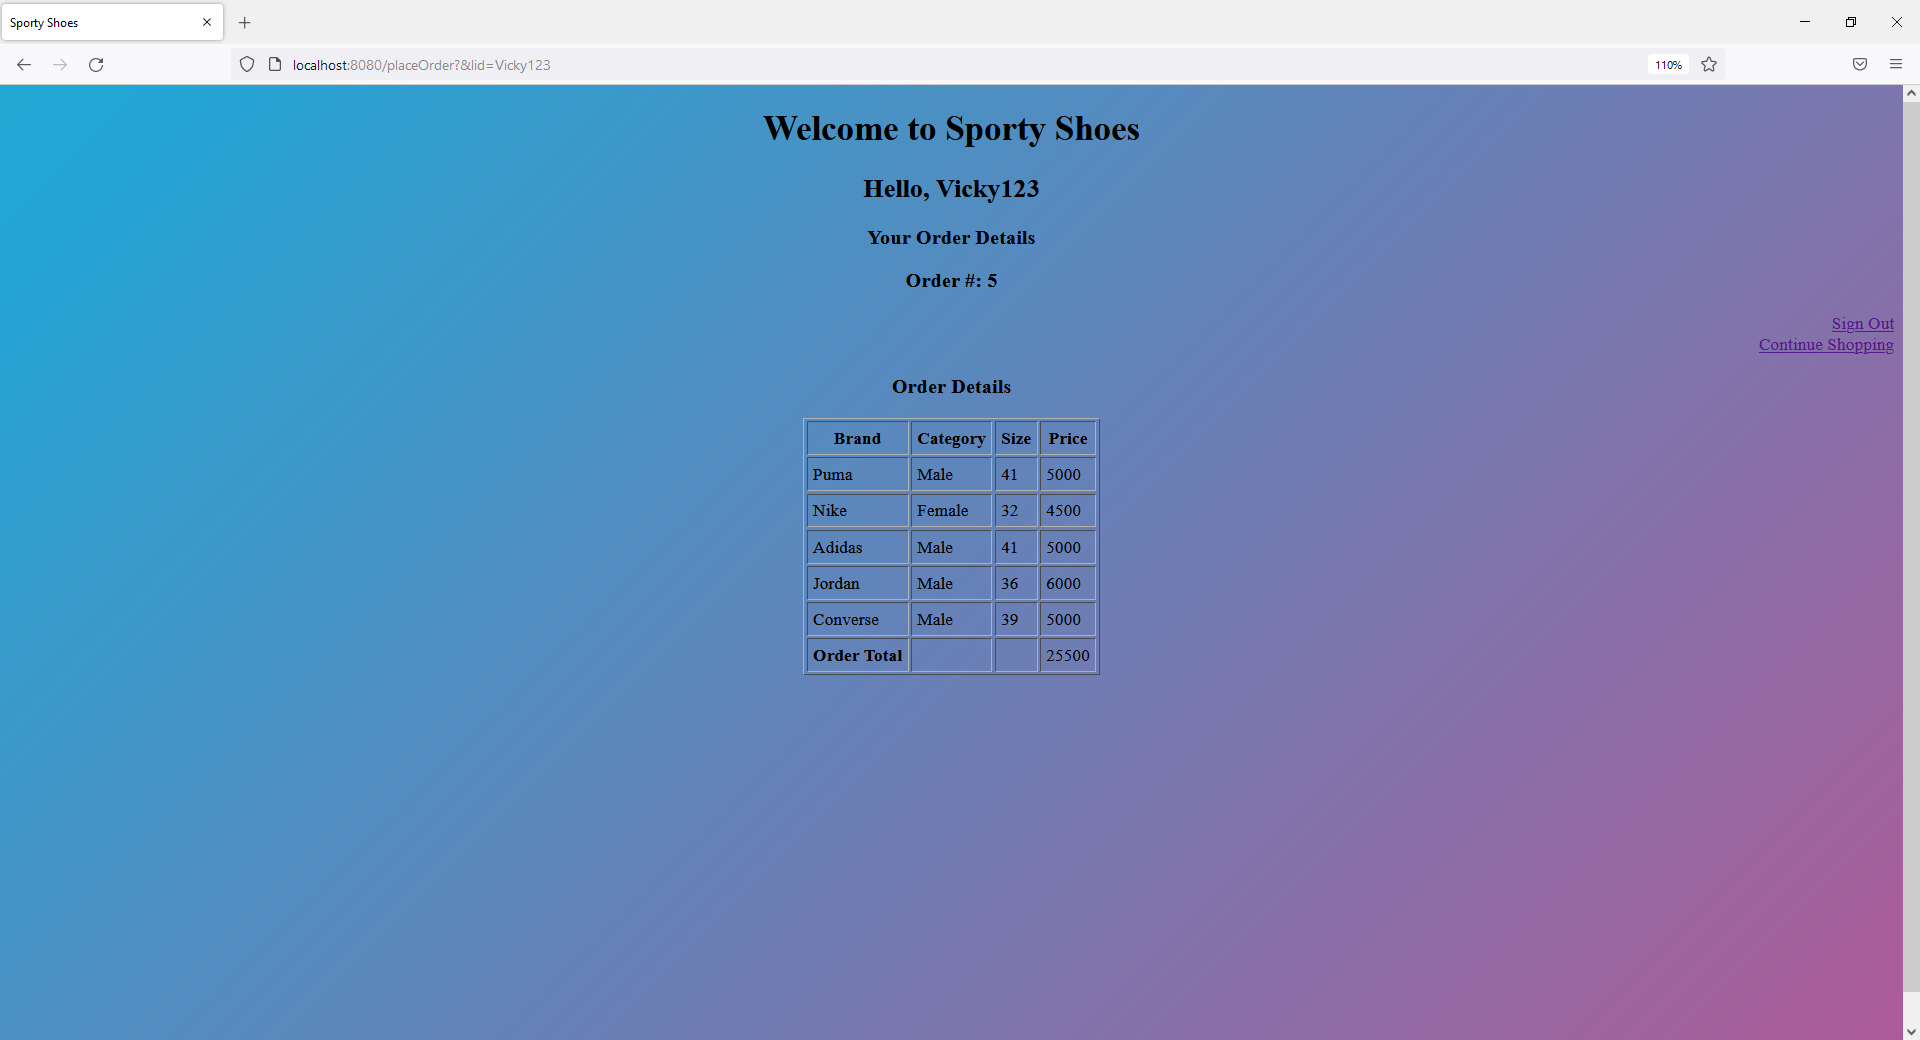 Sporty Shoes
localhost:8080/placeOrder?&lid=Vicky123
110%
Welcome to Sporty Shoes
Hello, Vicky123
Your Order Details
Order #: 5
Sign Out
Continue Shopping
Order Details
Brand Category Size Price
Puma Male 41 5000
Nike Female 32 4500
Adidas Male 41 5000
Jordan Male 36 6000
Converse Male 39 5000
Order Total 25500